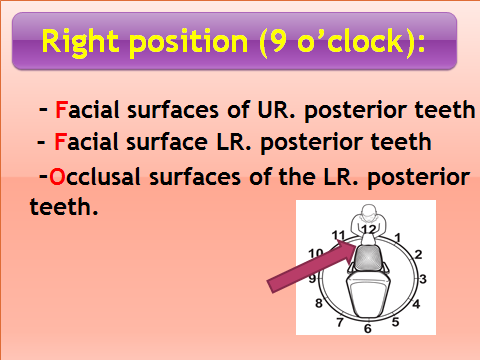 Right position (9 o’clock):
- Facial surfaces of UR. posterior teeth
- Facial surface LR. posterior teeth
-Occlusal surfaces of the LR. posterior
teeth.
12
11
1
10
2
9
3
8
4
7
5
6